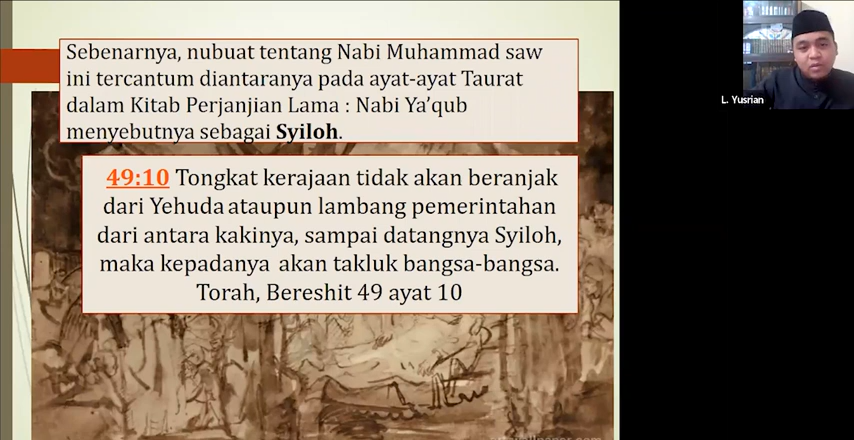 Sebenarnya, nubuat tentang Nabi Muhammad saw
ini tercantum diantaranya pada ayat-ayat Taurat
dalam Kitab Perjanjian Lama : Nabi Ya’qub
menyebutnya sebagai Syiloh.
49:10 Tongkat kerajaan tidak akan beranjak
dari Yehuda ataupun lambang pemerintahan
dari antara kakinya, sampai datangnya Syiloh,
maka kepadanya akan takluk bangsa-bangsa.
Torah, Bereshit 49 ayat 10
L. Yusrian